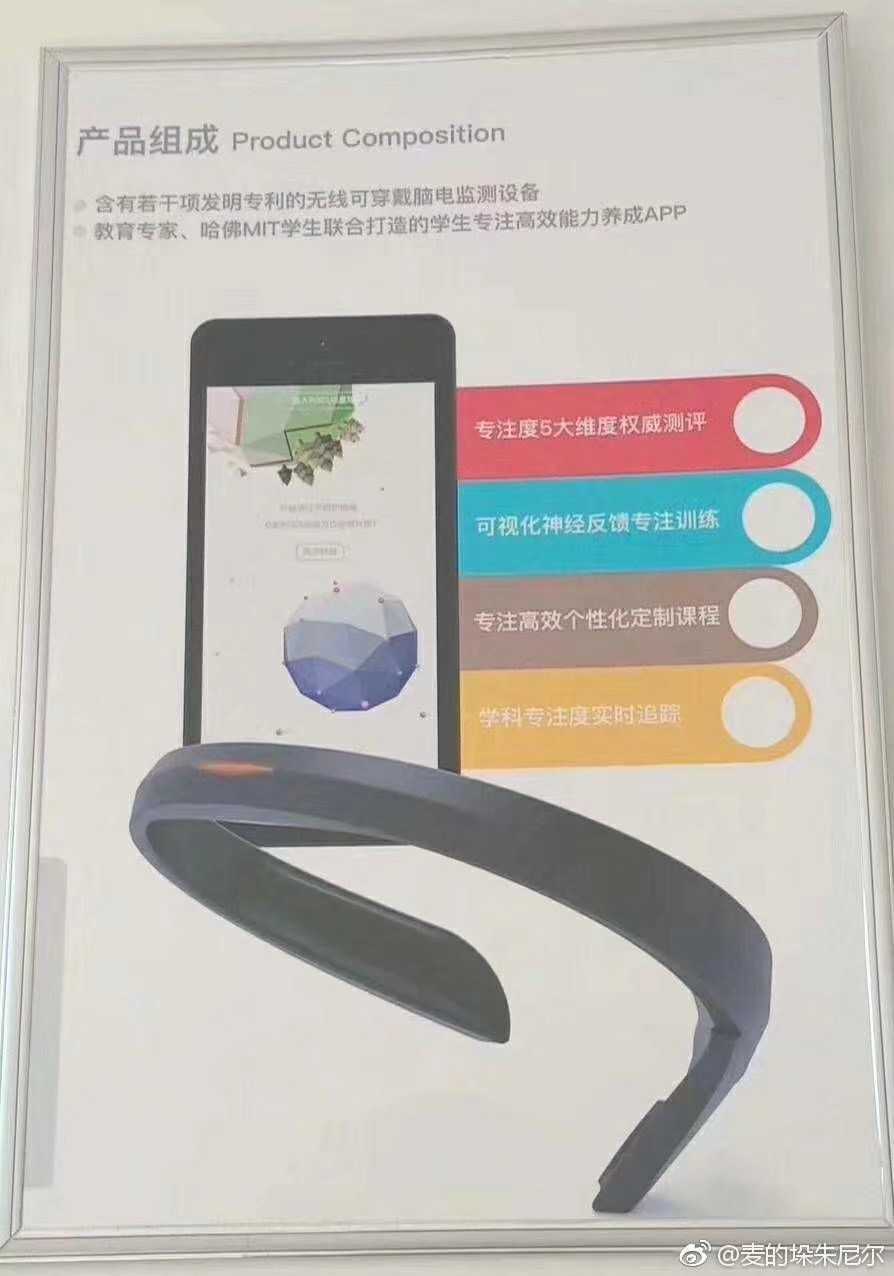 产品组成 Product Composition
含有若干项发明专利的无线可穿戴脑电监测设备
教育专家、哈佛MIT学生联合打造的学生专注高效能力养成APP
专注度5大维度权威测评
可视化神经反馈专注训练
专注高效个性化定制课程
学科专注度实时追踪
@麦的垛朱尼尔